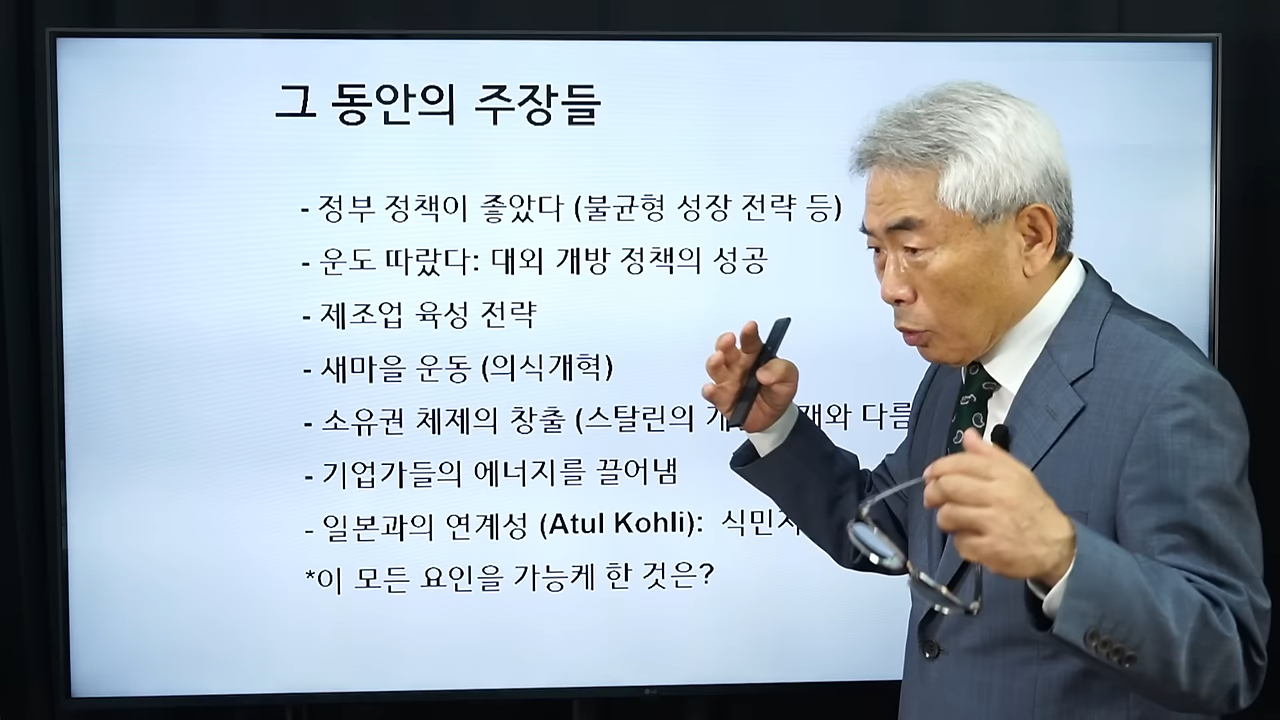 그 동안의 주장들
- 정부 정책이 좋았다 (불균형 성장 전략 등)
- 운도 따랐다: 대외 개방 정책의 성공
- 제조업 육성 전략
- 새마을 운동 (의식개혁)
- 소유권 체제의 창출 (스탈린의 와 다름
- 기업가들의 에너지를 끌어냄
- 일본과의 연계성 (Atul Kohli):
*이 모든 요인을 가능케 한 것은?
LG